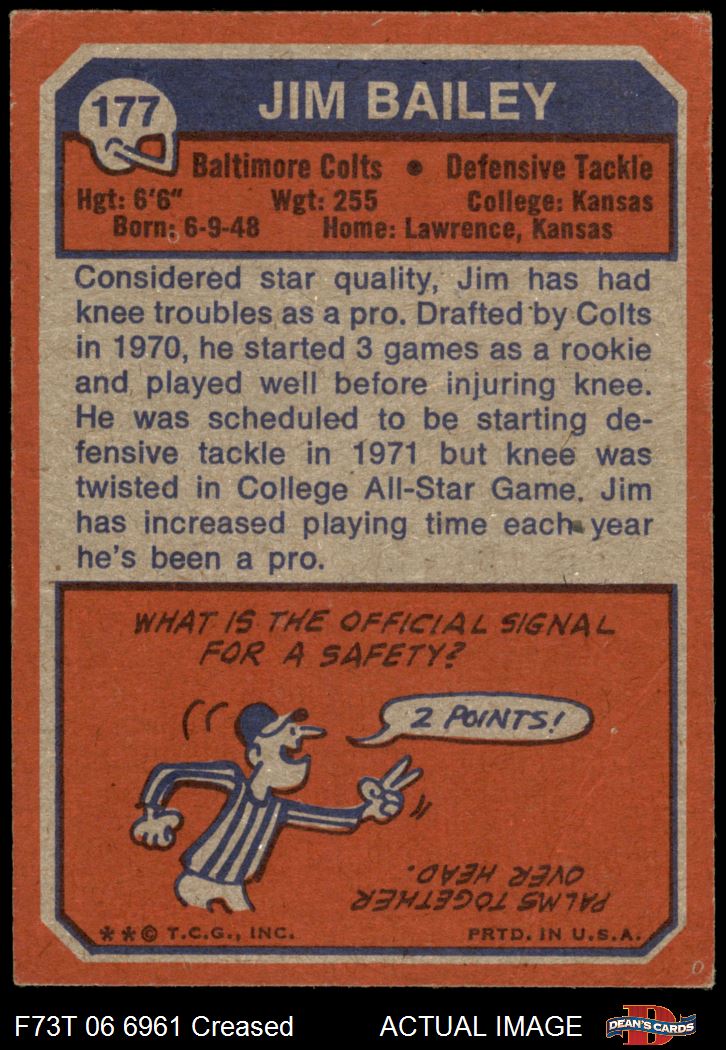 177
JIM BAILEY
Baltimore Colts • Defensive Tackle
Hgt: 6'6" Wgt: 255 College: Kansas
Born: 6-9-48 Home: Lawrence, Kansas
Considered star quality, Jim has had
knee troubles as a pro. Drafted by Colts
in 1970, he started 3 games as a rookie
and played well before injuring knee.
He was scheduled to be starting de-
fensive tackle in 1971 but knee was
twisted in College All-Star Game. Jim
has increased playing time each year
he's been a pro.
WHAT IS THE OFFICIAL SIGNAL
FOR A SAFETY?
2 POINTS!
PALMS TOGETHER
OVER HEAD.
**© T.C.G., INC. PRTD. IN U.S.A.
0
F73T 06 6961 Creased ACTUAL IMAGE
D
DEAN'S CARDS